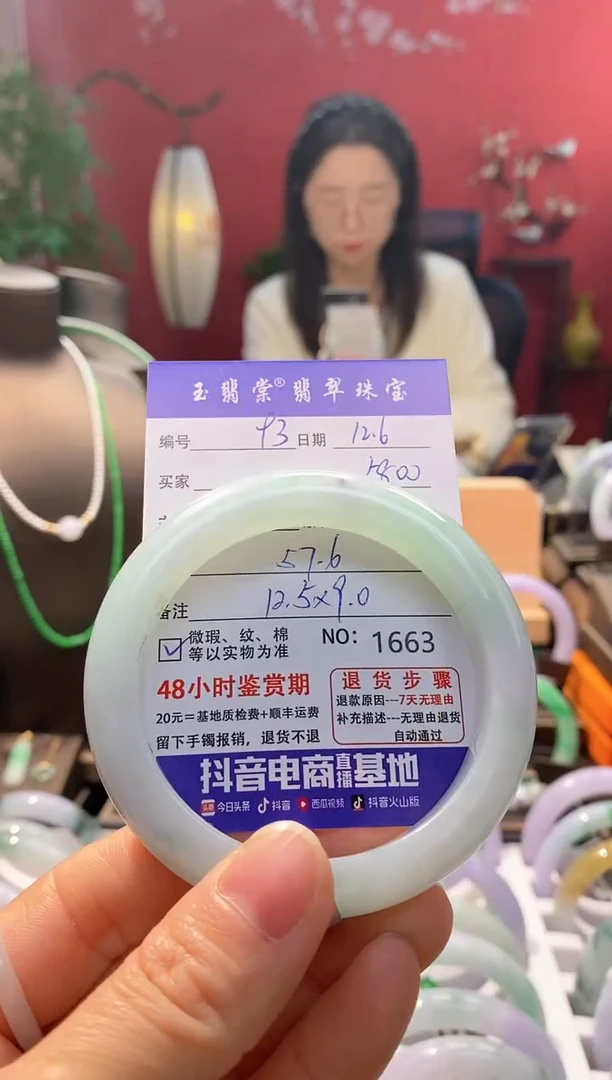 玉翡棠®翡翠珠宝
编号 93 日期 12.6
买家 5800
57.6
备注 12.5×9.0
微瑕、纹、棉
等以实物为准
NO: 1663
48小时鉴赏期
20元=基地质检费+顺丰运费
留下手镯报销，退货不退
退货步骤
退款原因---7天无理由
补充描述---无理由退货
自动通过
抖音电商直播基地
头条 今日头条 抖音 西瓜视频 抖音火山版